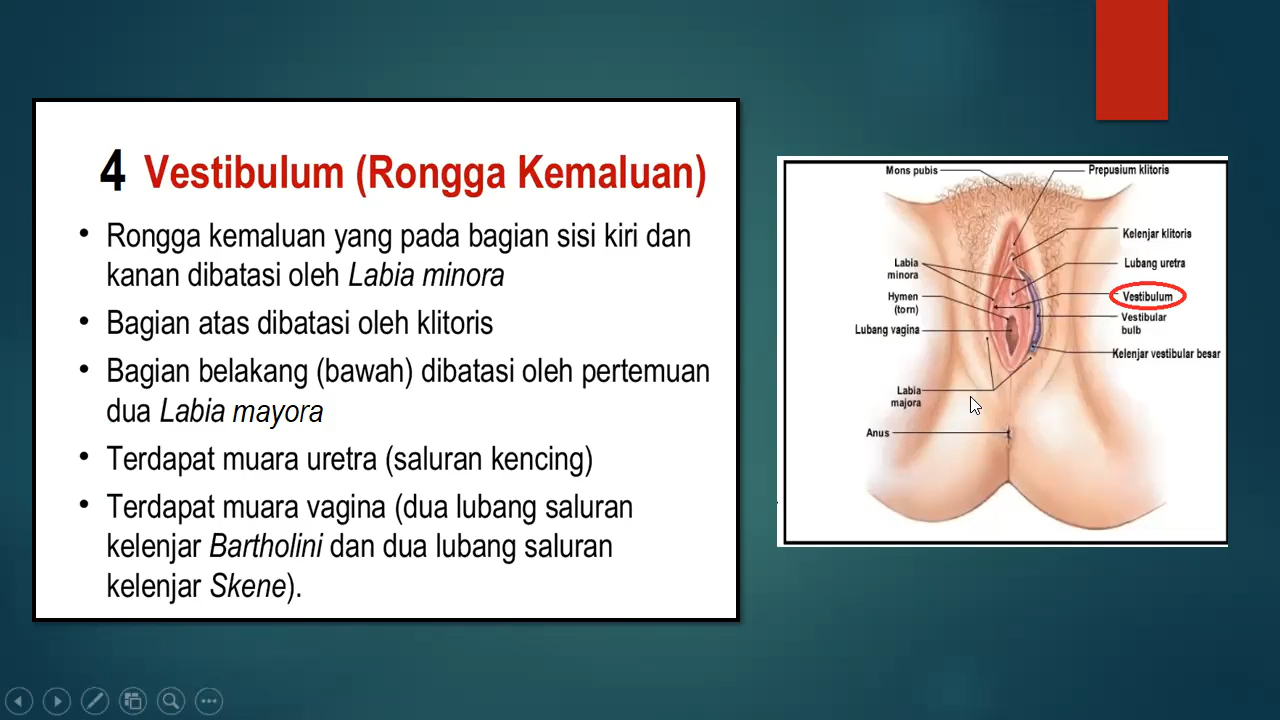 4 Vestibulum (Rongga Kemaluan)
• Rongga kemaluan yang pada bagian sisi kiri dan
kanan dibatasi oleh Labia minora
• Bagian atas dibatasi oleh klitoris
• Bagian belakang (bawah) dibatasi oleh pertemuan
dua Labia mayora
• Terdapat muara uretra (saluran kencing)
• Terdapat muara vagina (dua lubang saluran
kelenjar Bartholini dan dua lubang saluran
kelenjar Skene).
Mons pubis
Labia
minora
Hymen
(torn)
Lubang vagina
Labia
majora
Anus
Prepusium klitoris
Kelenjar klitoris
Lubang uretra
Vestibulum
Vestibular
bulb
Kelenjar vestibular besar